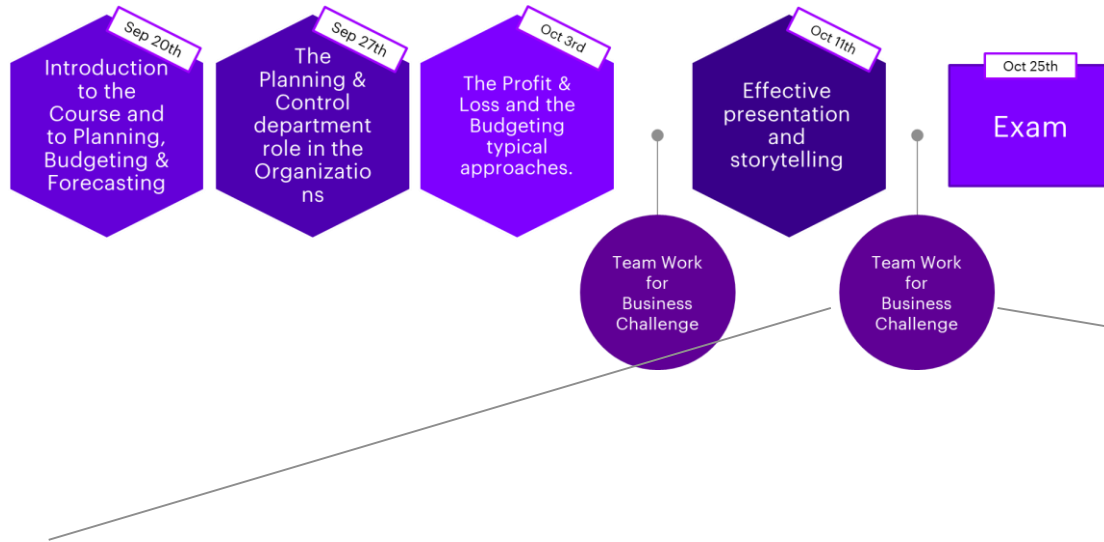 Sep 20th
Introduction
to the
Course and
to Planning,
Budgeting &
Forecasting
Sep 27th
The
Planning &
Control
department
role in the
Organizatio
ns
Oct 3rd
The Profit &
Loss and the
Budgeting
typical
approaches.
Oct 11th
Effective
presentation
and
storytelling
Oct 25th
Exam
Team Work
for
Business
Challenge
Team Work
for
Business
Challenge